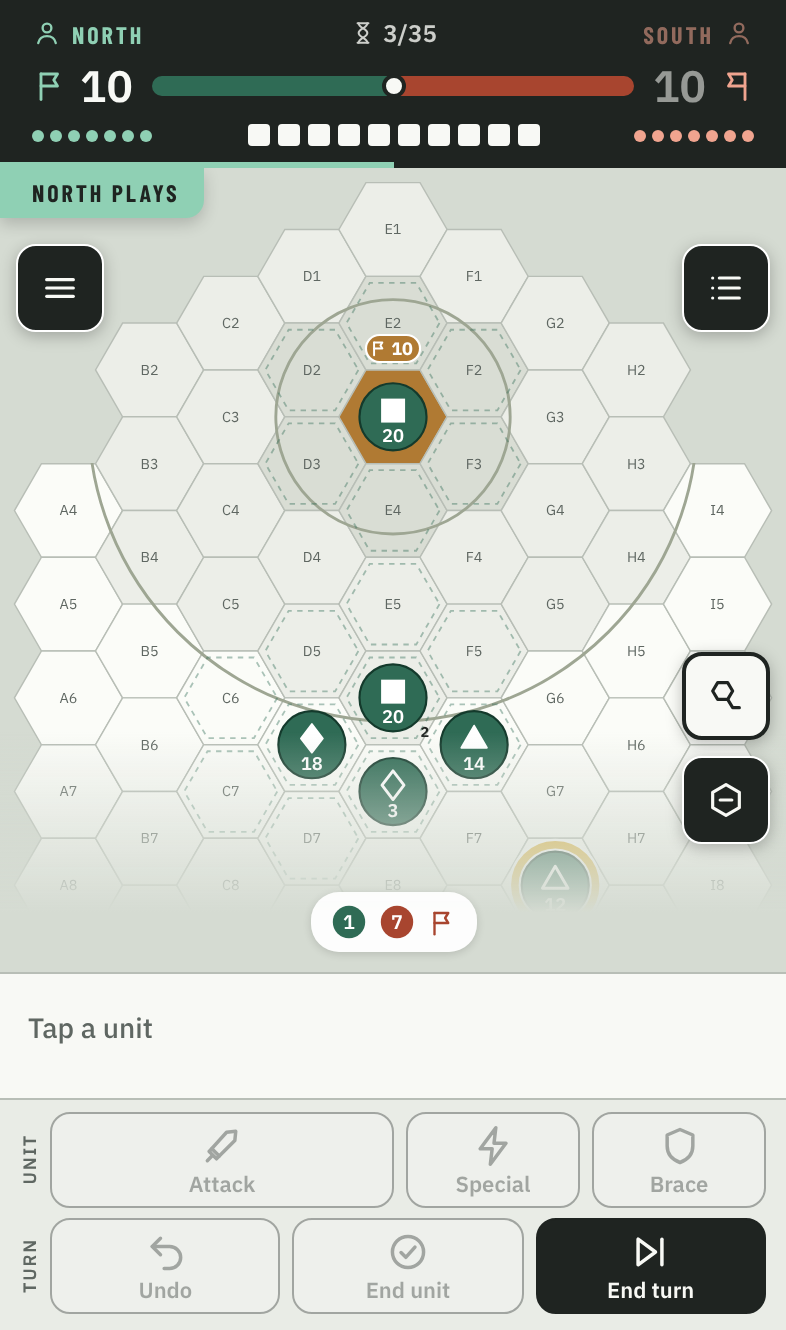 NORTH 3/35 SOUTH
10 10
NORTH PLAYS
E1
D1 F1
C2 E2 G2
10
B2 D2 F2 H2
C3 20 G3
B3 D3 F3 H3
A4 C4 E4 G4 I4
B4 D4 F4 H4
A5 C5 E5 G5 I5
B5 D5 F5 H5
A6 C6 20 G6
2
B6 18 14 H6
A7 C7 3 G7
B7 D7 F7 H7
A8 C8 E8 12 I8
1 7
Tap a unit
UNIT Attack Special Brace
TURN Undo End unit End turn